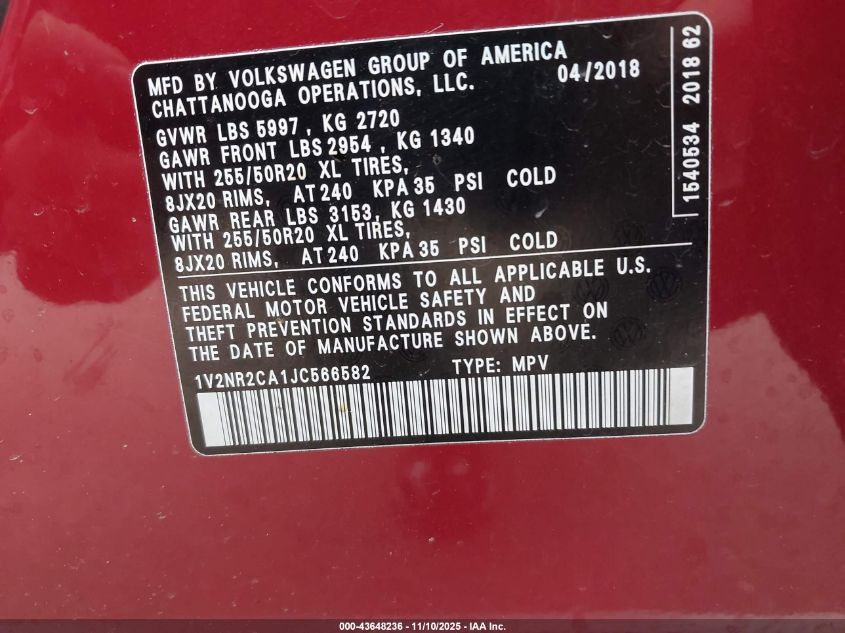 MFD BY VOLKSWAGEN GROUP OF AMERICA
CHATTANOOGA OPERATIONS, LLC. 04/2018
GVWR LBS 5997 , KG 2720
GAWR FRONT LBS 2954 , KG 1340
WITH 255/50R20 XL TIRES,
8JX20 RIMS, AT 240 KPA 35 PSI COLD
GAWR REAR LBS 3153, KG 1430
WITH 255/50R20 XL TIRES,
8JX20 RIMS, AT 240 KPA 35 PSI COLD
THIS VEHICLE CONFORMS TO ALL APPLICABLE U.S.
FEDERAL MOTOR VEHICLE SAFETY AND
THEFT PREVENTION STANDARDS IN EFFECT ON
THE DATE OF MANUFACTURE SHOWN ABOVE.
1V2NR2CA1JC566582 TYPE: MPV
1540534 2018 62
000-43648236 - 11/10/2025 - IAA Inc.